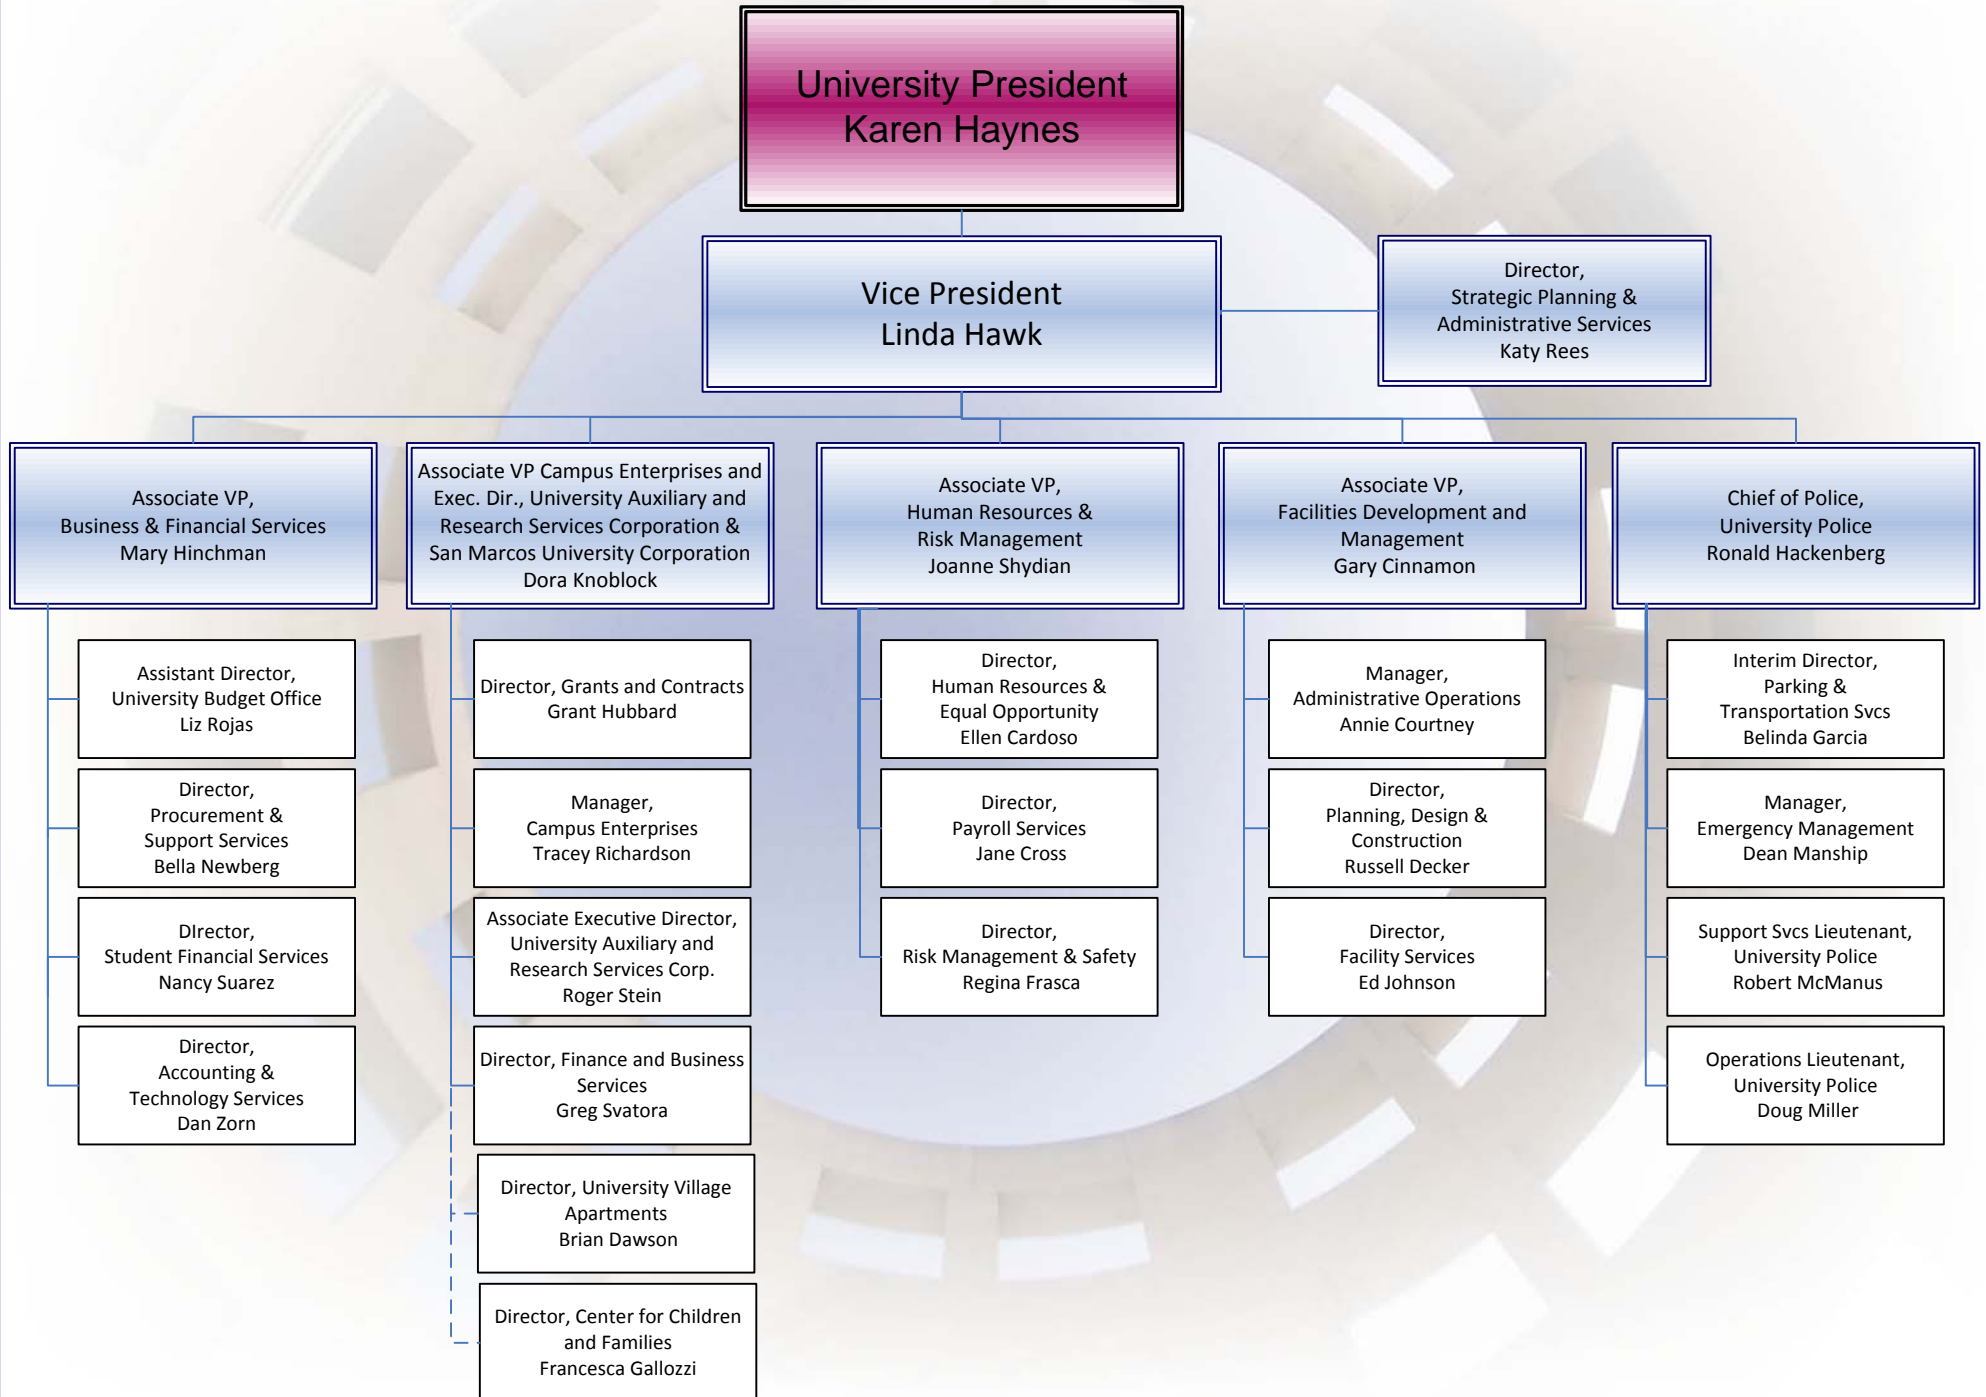 University President
Karen Haynes
Vice President
Linda Hawk
Director,
Strategic Planning &
Administrative Services
Katy Rees
Associate VP,
Business & Financial Services
Mary Hinchman
Associate VP Campus Enterprises and
Exec. Dir., University Auxiliary and
Research Services Corporation &
San Marcos University Corporation
Dora Knoblock
Associate VP,
Human Resources &
Risk Management
Joanne Shydian
Associate VP,
Facilities Development and
Management
Gary Cinnamon
Chief of Police,
University Police
Ronald Hackenberg
Assistant Director,
University Budget Office
Liz Rojas
Director,
Procurement &
Support Services
Bella Newberg
DIrector,
Student Financial Services
Nancy Suarez
Director,
Accounting &
Technology Services
Dan Zorn
Director, Grants and Contracts
Grant Hubbard
Manager,
Campus Enterprises
Tracey Richardson
Associate Executive Director,
University Auxiliary and
Research Services Corp.
Roger Stein
Director, Finance and Business
Services
Greg Svatora
Director, University Village
Apartments
Brian Dawson
Director, Center for Children
and Families
Francesca Gallozzi
Director,
Human Resources &
Equal Opportunity
Ellen Cardoso
Director,
Payroll Services
Jane Cross
Director,
Risk Management & Safety
Regina Frasca
Manager,
Administrative Operations
Annie Courtney
Director,
Planning, Design &
Construction
Russell Decker
Director,
Facility Services
Ed Johnson
Interim Director,
Parking &
Transportation Svcs
Belinda Garcia
Manager,
Emergency Management
Dean Manship
Support Svcs Lieutenant,
University Police
Robert McManus
Operations Lieutenant,
University Police
Doug Miller